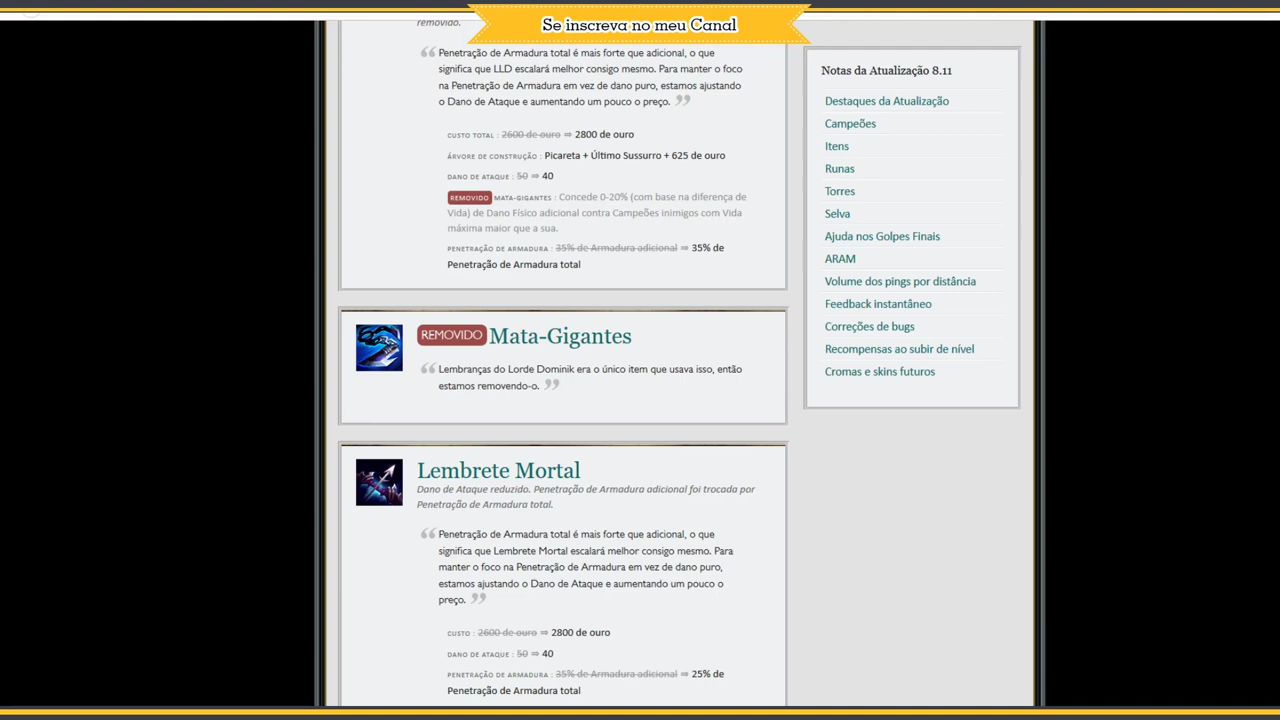 Se inscreva no meu Canal
removido.
“ Penetração de Armadura total é mais forte que adicional, o que
significa que LLD escalará melhor consigo mesmo. Para manter o foco
na Penetração de Armadura em vez de dano puro, estamos ajustando
o Dano de Ataque e aumentando um pouco o preço. ”
CUSTO TOTAL : 2600 de ouro ⇒ 2800 de ouro
ÁRVORE DE CONSTRUÇÃO : Picareta + Último Sussurro + 625 de ouro
DANO DE ATAQUE : 50 ⇒ 40
REMOVIDO MATA-GIGANTES : Concede 0-20% (com base na diferença de
Vida) de Dano Físico adicional contra Campeões inimigos com Vida
máxima maior que a sua.
PENETRAÇÃO DE ARMADURA : 35% de Armadura adicional ⇒ 35% de
Penetração de Armadura total
REMOVIDO Mata-Gigantes
“ Lembranças do Lorde Dominik era o único item que usava isso, então
estamos removendo-o. ”
Lembrete Mortal
Dano de Ataque reduzido. Penetração de Armadura adicional foi trocada por
Penetração de Armadura total.
“ Penetração de Armadura total é mais forte que adicional, o que
significa que Lembrete Mortal escalará melhor consigo mesmo. Para
manter o foco na Penetração de Armadura em vez de dano puro,
estamos ajustando o Dano de Ataque e aumentando um pouco o
preço. ”
CUSTO : 2600 de ouro ⇒ 2800 de ouro
DANO DE ATAQUE : 50 ⇒ 40
PENETRAÇÃO DE ARMADURA : 35% de Armadura adicional ⇒ 25% de
Penetração de Armadura total
Notas da Atualização 8.11
Destaques da Atualização
Campeões
Itens
Runas
Torres
Selva
Ajuda nos Golpes Finais
ARAM
Volume dos pings por distância
Feedback instantâneo
Correções de bugs
Recompensas ao subir de nível
Cromas e skins futuros